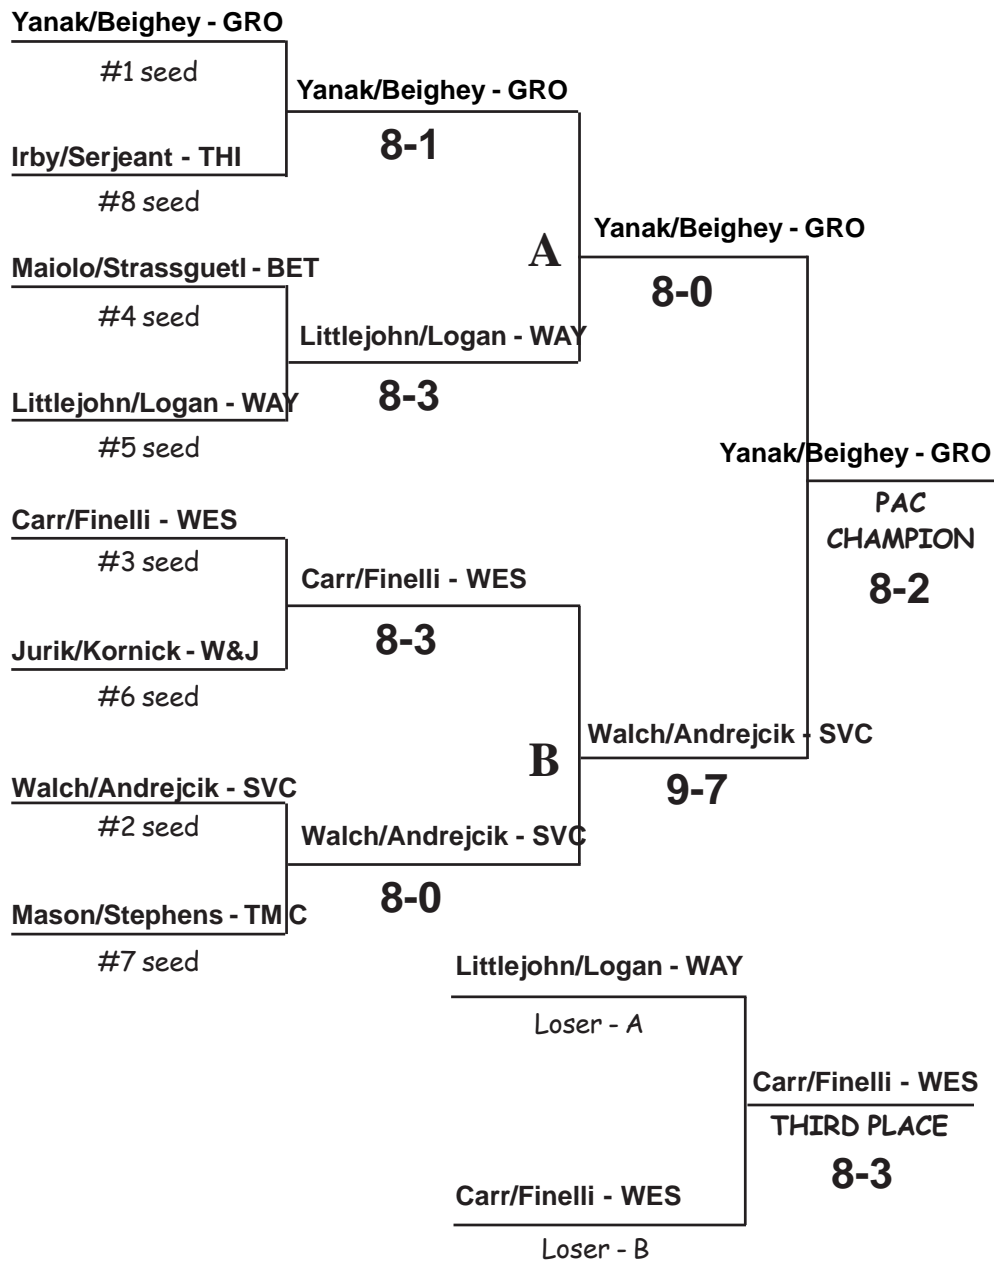 Yanak/Beighey - GRO
#1 seed
Yanak/Beighey - GRO
8-1
Irby/Serjeant - THI
#8 seed
Yanak/Beighey - GRO
A
8-0
Maiolo/Strassguetl - BET
#4 seed
Littlejohn/Logan - WAY
8-3
Littlejohn/Logan - WAY
#5 seed
Yanak/Beighey - GRO
PAC
CHAMPION
8-2
Carr/Finelli - WES
#3 seed
Carr/Finelli - WES
8-3
Jurik/Kornick - W&J
#6 seed
Walch/Andrejcik - SVC
B
9-7
Walch/Andrejcik - SVC
#2 seed
Walch/Andrejcik - SVC
8-0
Mason/Stephens - TMC
#7 seed
Littlejohn/Logan - WAY
Loser - A
Carr/Finelli - WES
THIRD PLACE
8-3
Carr/Finelli - WES
Loser - B